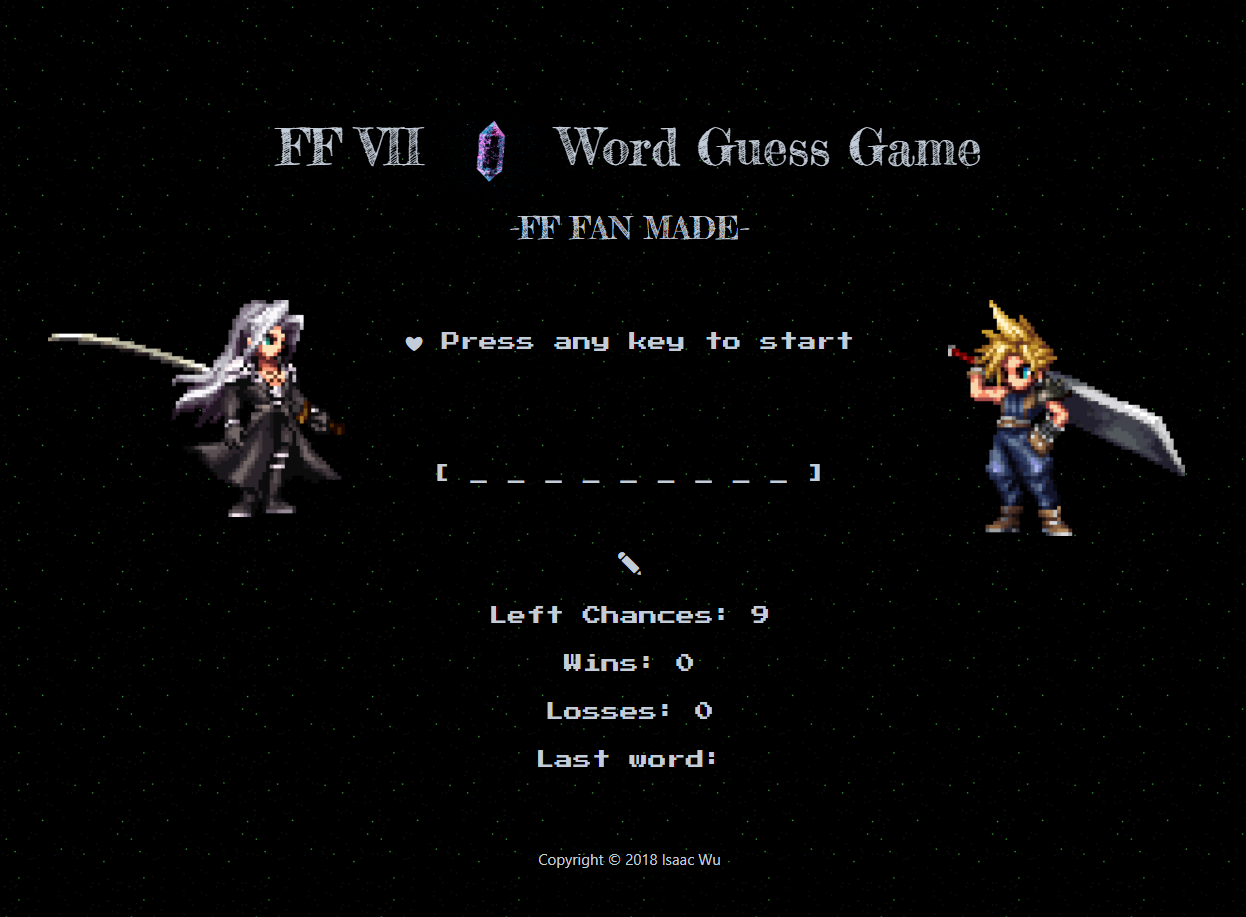 FF VII Word Guess Game
-FF FAN MADE-
Press any key to start
[ _ _ _ _ _ _ _ _ _ ]
Left Chances: 9
Wins: 0
Losses: 0
Last word:
Copyright © 2018 Isaac Wu